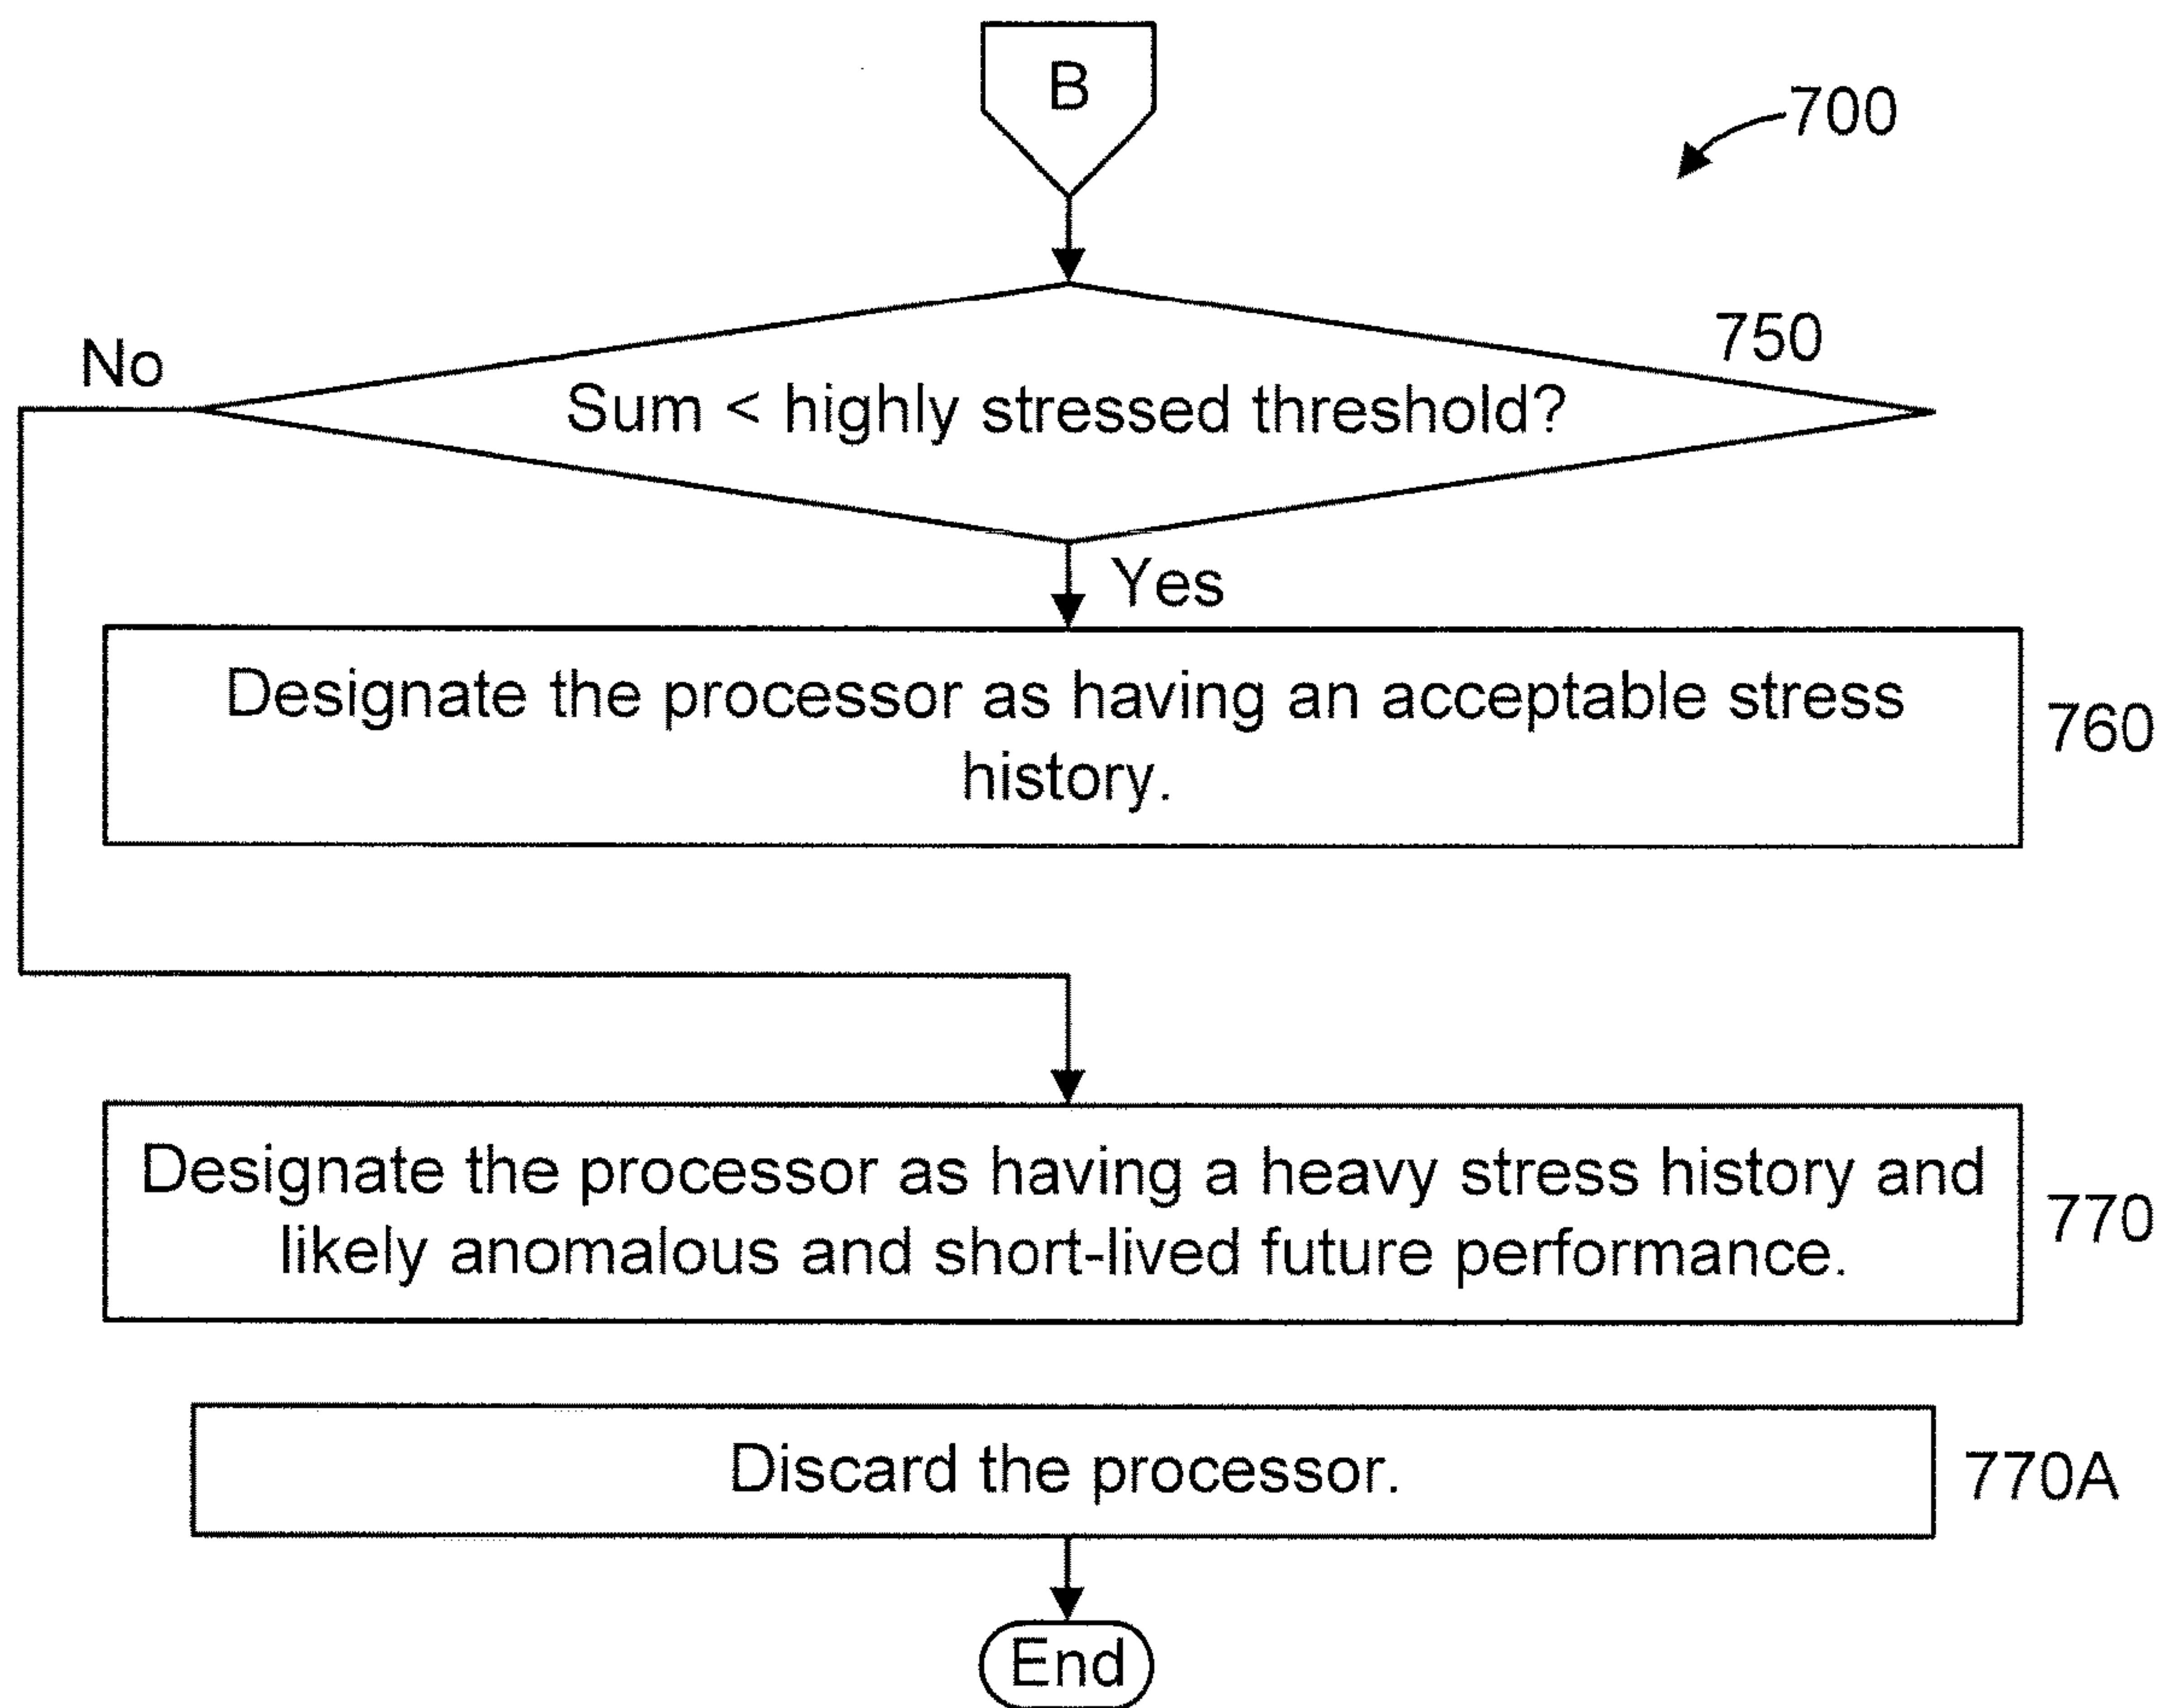 B
700
750
No
Sum < highly stressed threshold?
Yes
Designate the processor as having an acceptable stress
history.
760
Designate the processor as having a heavy stress history and
likely anomalous and short-lived future performance.
770
Discard the processor.
770A
End